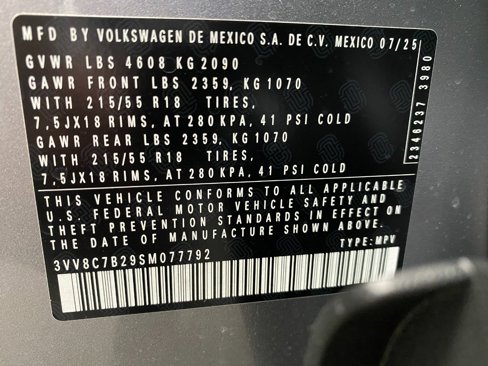 MFD BY VOLKSWAGEN DE MEXICO S.A. DE C.V. MEXICO 07/25
GVWR LBS 4608 KG 2090
GAWR FRONT LBS 2359, KG 1070
WITH 215/55 R18 TIRES,
7,5JX18 RIMS, AT 280 KPA, 41 PSI COLD
GAWR REAR LBS 2359, KG 1070
WITH 215/55 R18 TIRES,
7,5JX18 RIMS, AT 280 KPA, 41 PSI COLD
2346237 3980
THIS VEHICLE CONFORMS TO ALL APPLICABLE
U.S. FEDERAL MOTOR VEHICLE SAFETY AND
THEFT PREVENTION STANDARDS IN EFFECT ON
THE DATE OF MANUFACTURE SHOWN ABOVE.
3VV8C7B29SM077792 TYPE: MPV